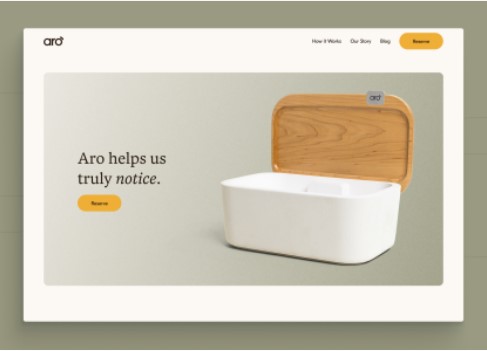 aro
How it Works Our Story Blog Reserve
aro
Aro helps us
truly notice.
Reserve